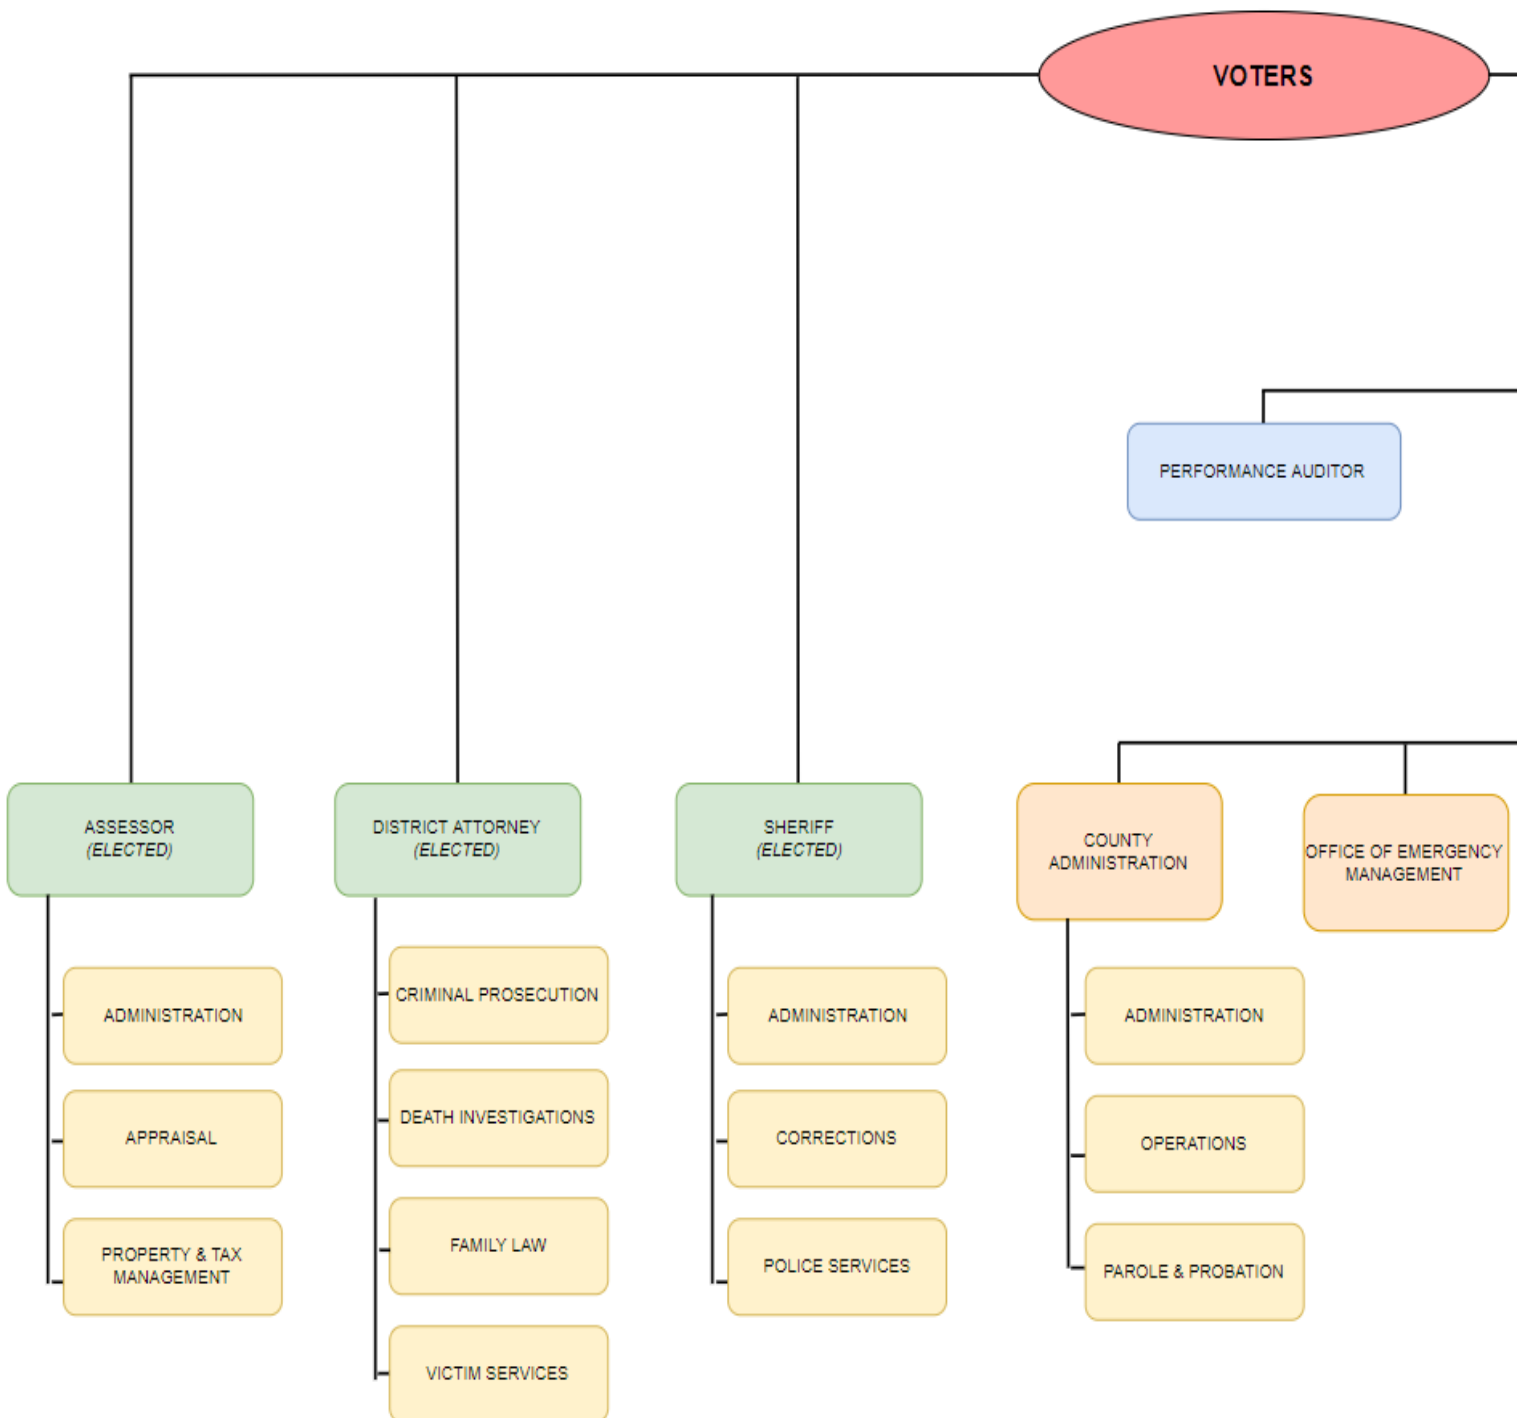 VOTERS
PERFORMANCE AUDITOR
ASSESSOR
(ELECTED)
ADMINISTRATION
APPRAISAL
PROPERTY & TAX
MANAGEMENT
DISTRICT ATTORNEY
(ELECTED)
CRIMINAL PROSECUTION
DEATH INVESTIGATIONS
FAMILY LAW
VICTIM SERVICES
SHERIFF
(ELECTED)
ADMINISTRATION
CORRECTIONS
POLICE SERVICES
COUNTY
ADMINISTRATION
ADMINISTRATION
OPERATIONS
PAROLE & PROBATION
OFFICE OF EMERGENCY
MANAGEMENT